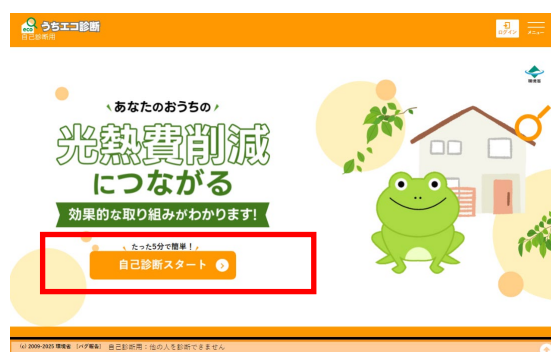 eco うちエコ診断
自己診断用
ログイン
メニュー
環境省
あなたのおうちの
光熱費削減
につながる
効果的な取り組みがわかります!
たった5分で簡単!
自己診断スタート
(c) 2009-2025 環境省 [バグ報告] 自己診断用:他の人を診断できません